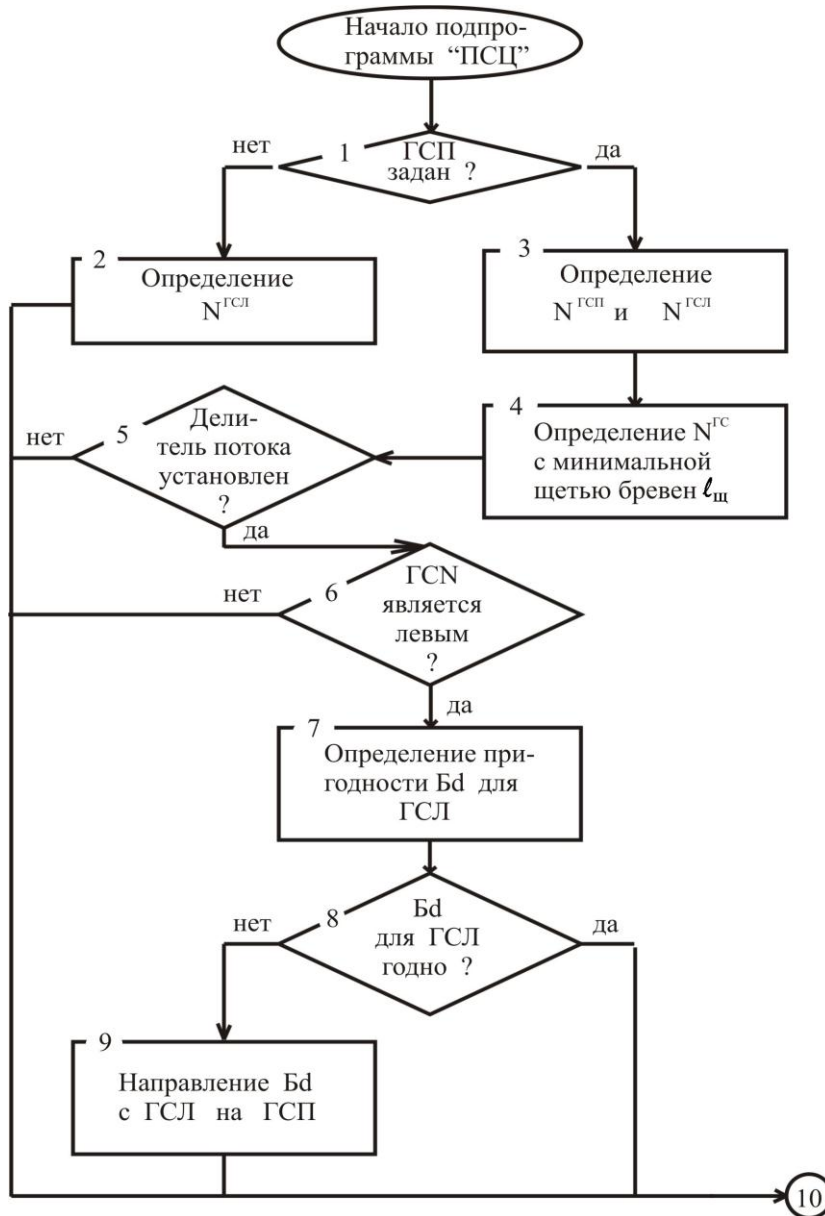 Начало подпро-
граммы “ПСЦ”
нет
1
ГСП
задан ?
да
2
Определение
N ГСЛ
3
Определение
N ГСП и N ГСЛ
нет
5
Дели-
тель потока
установлен
?
да
4
Определение N ГС
с минимальной
щетью бревен ℓщ
нет
6
ГСN
является
левым
?
да
7
Определение при-
годности Бd для
ГСЛ
нет
8
Бd
для ГСЛ
годно ?
да
9
Направление Бd
с ГСЛ на ГСП
10